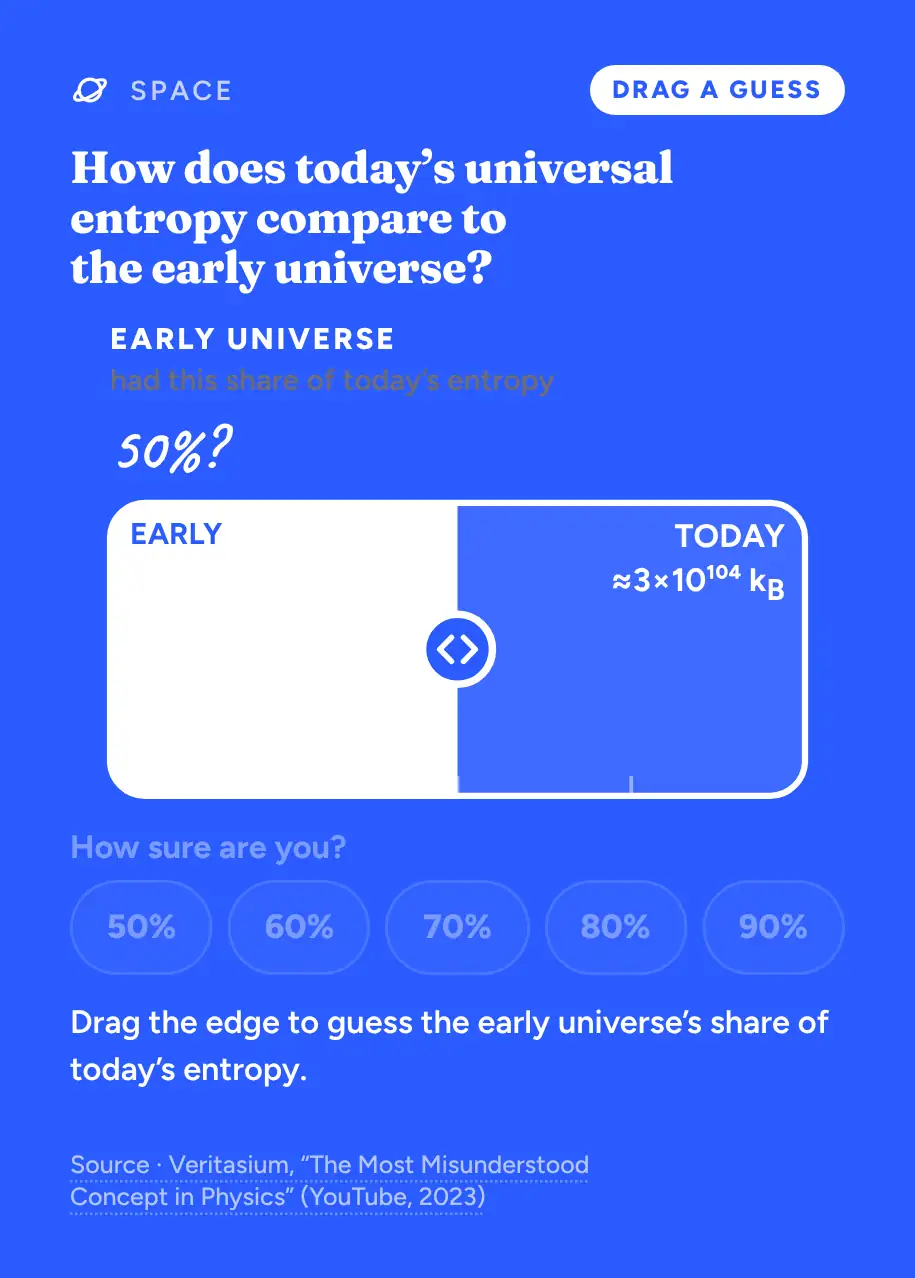 SPACE
DRAG A GUESS
How does today’s universal
entropy compare to
the early universe?
EARLY UNIVERSE
had this share of today’s entropy
50%?
EARLY
TODAY
≈3×10¹⁰⁴ kB
How sure are you?
50% 60% 70% 80% 90%
Drag the edge to guess the early universe’s share of
today’s entropy.
Source · Veritasium, “The Most Misunderstood
Concept in Physics” (YouTube, 2023)